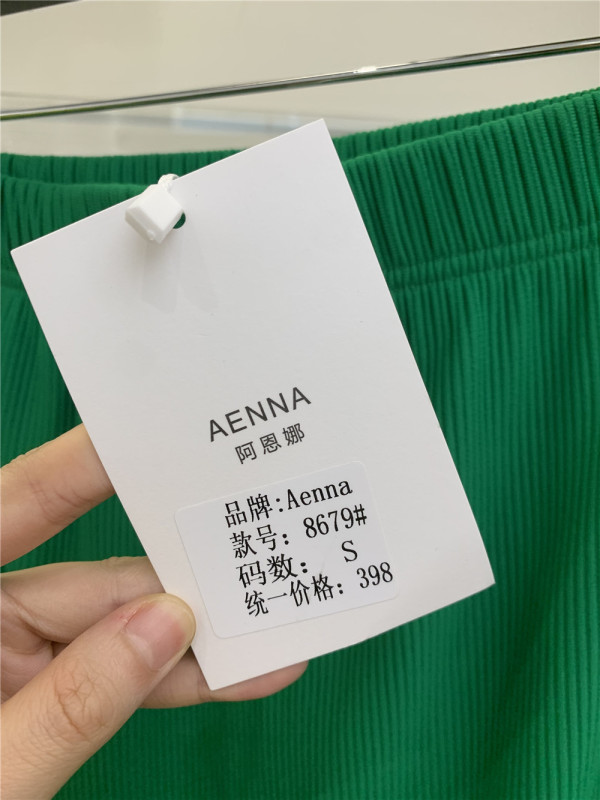 AENNA
阿恩娜
品牌:Aenna
款号: 8679#
码数: S
统一价格: 398